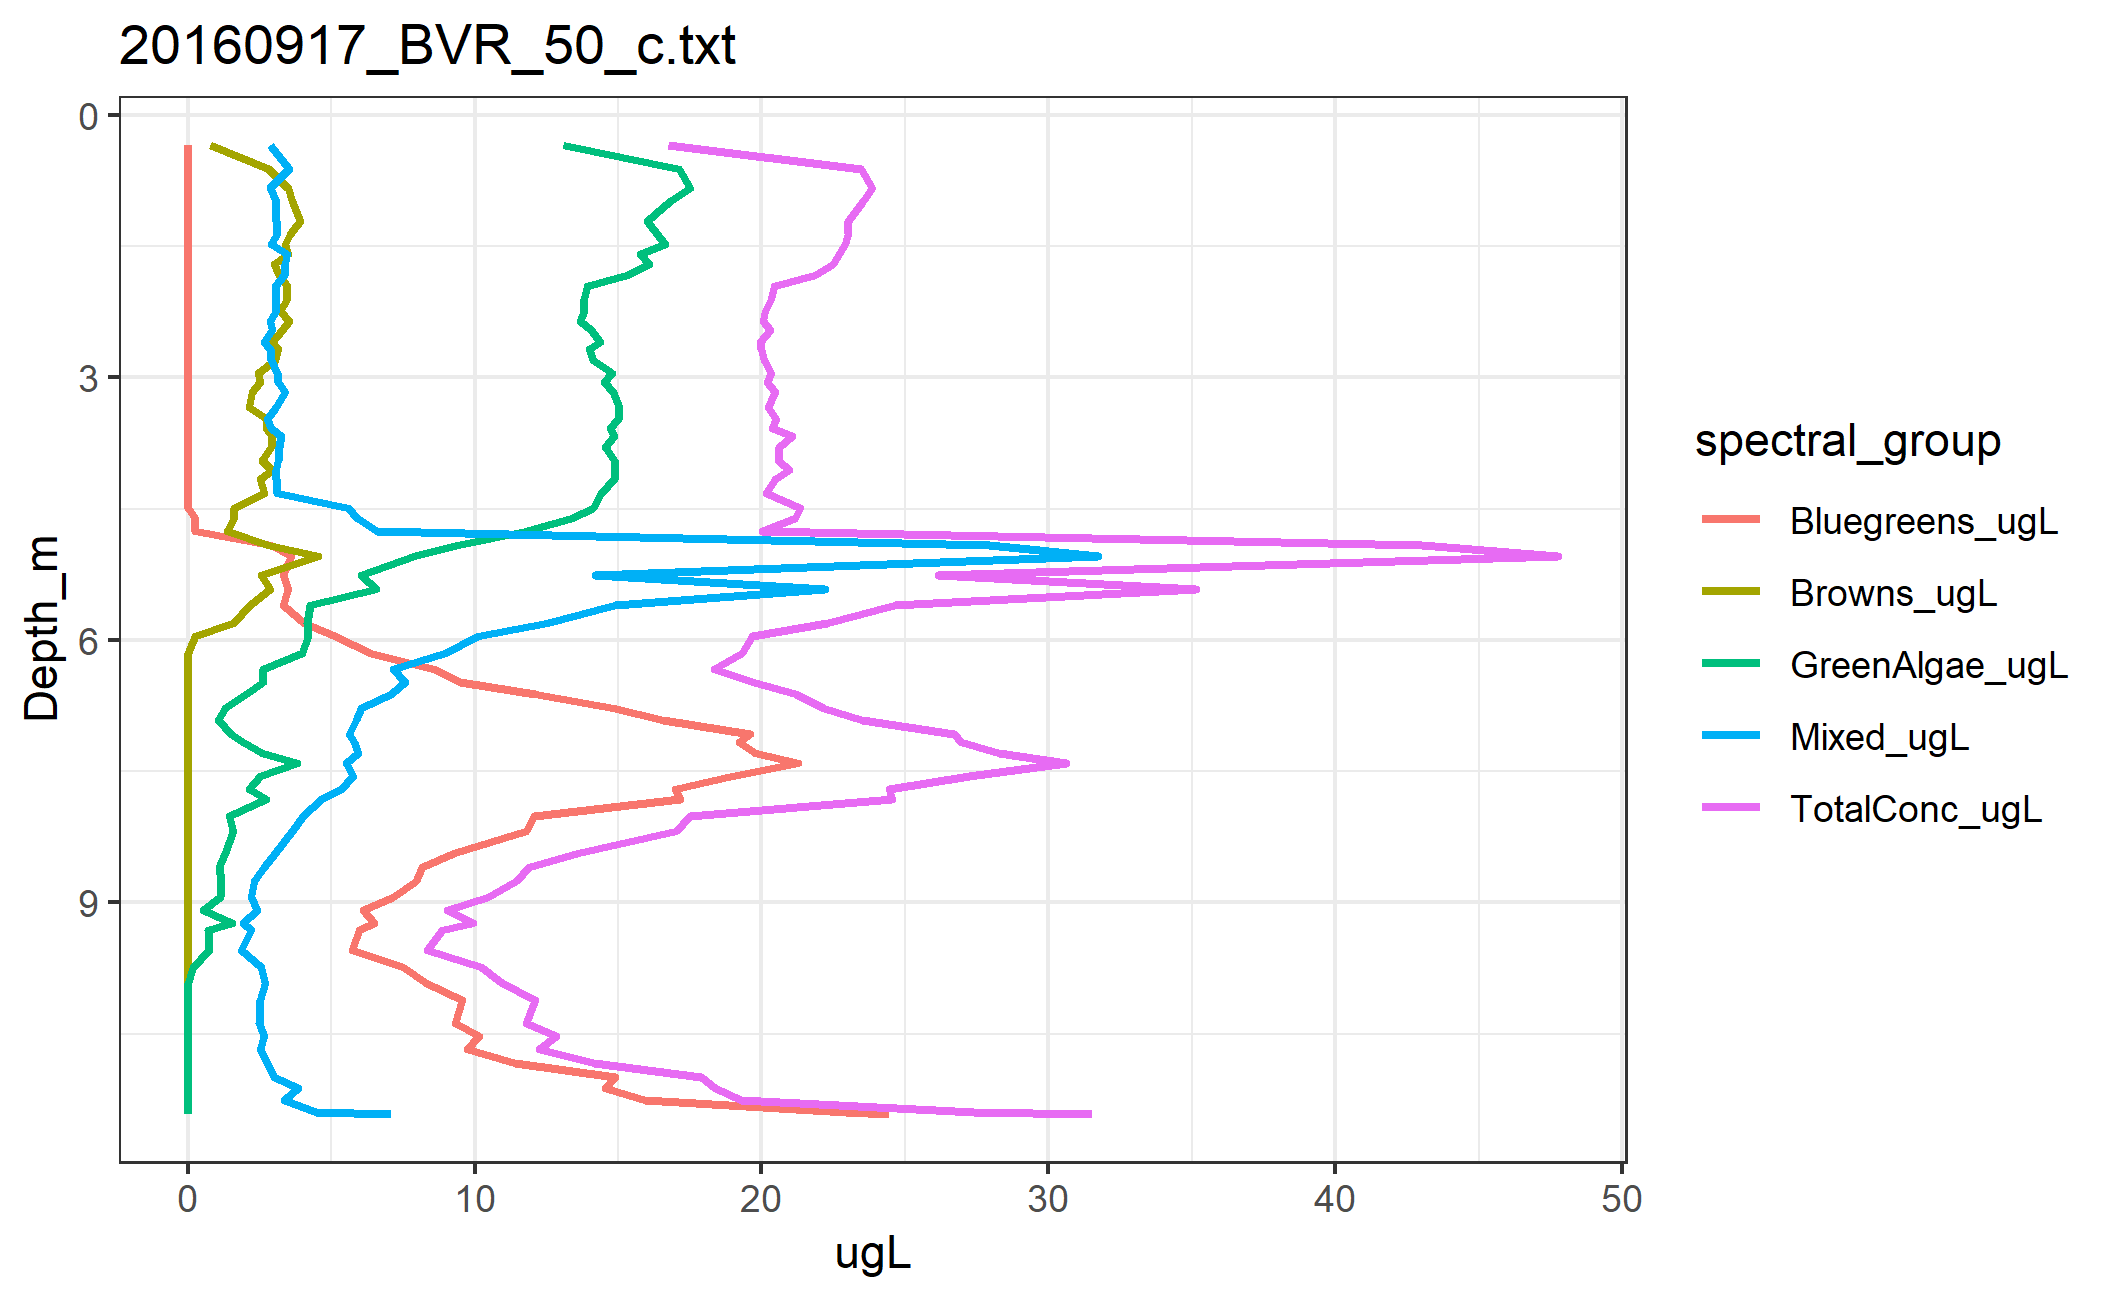 20160917_BVR_50_c.txt
0
3
6
9
Depth_m
0 10 20 30 40 50
ugL
spectral_group
Bluegreens_ugL
Browns_ugL
GreenAlgae_ugL
Mixed_ugL
TotalConc_ugL